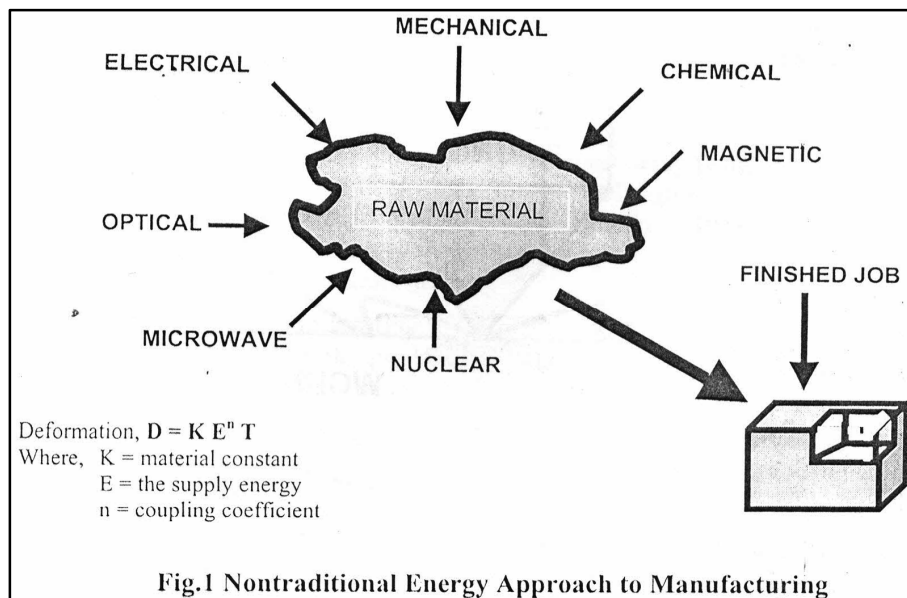 MECHANICAL
ELECTRICAL
CHEMICAL
MAGNETIC
RAW MATERIAL
OPTICAL
FINISHED JOB
MICROWAVE
NUCLEAR
Deformation, D = K Eⁿ T
Where, K = material constant
E = the supply energy
n = coupling coefficient
Fig.1 Nontraditional Energy Approach to Manufacturing